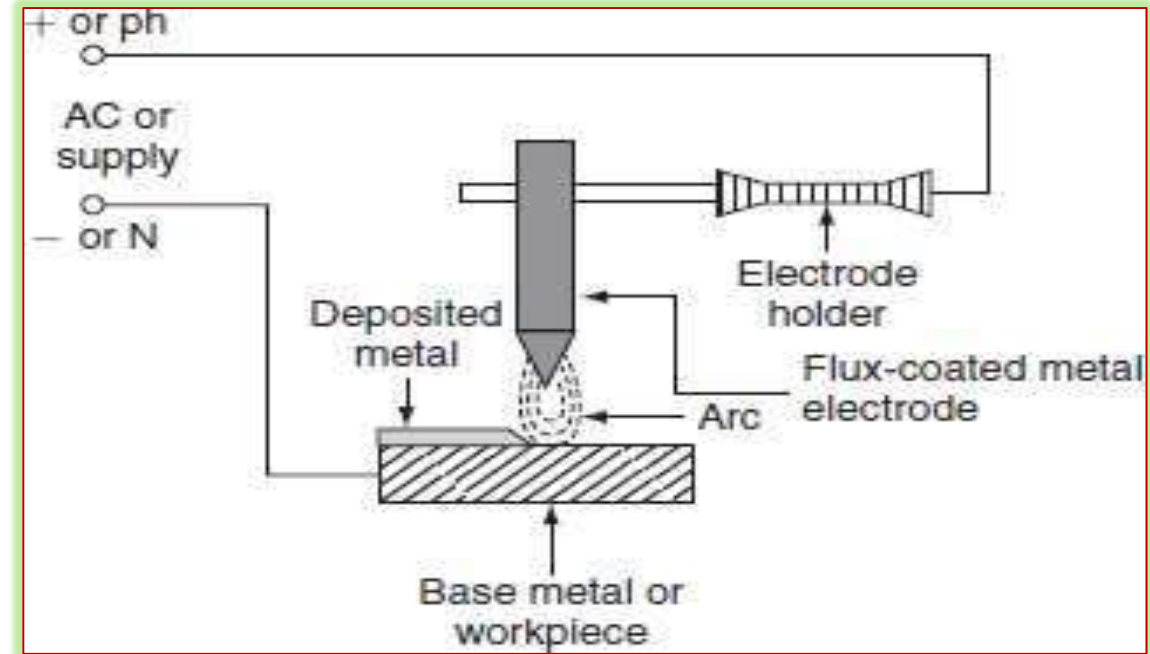 + or ph
AC or
supply
− or N
Deposited
metal
Electrode
holder
Flux-coated metal
electrode
Arc
Base metal or
workpiece